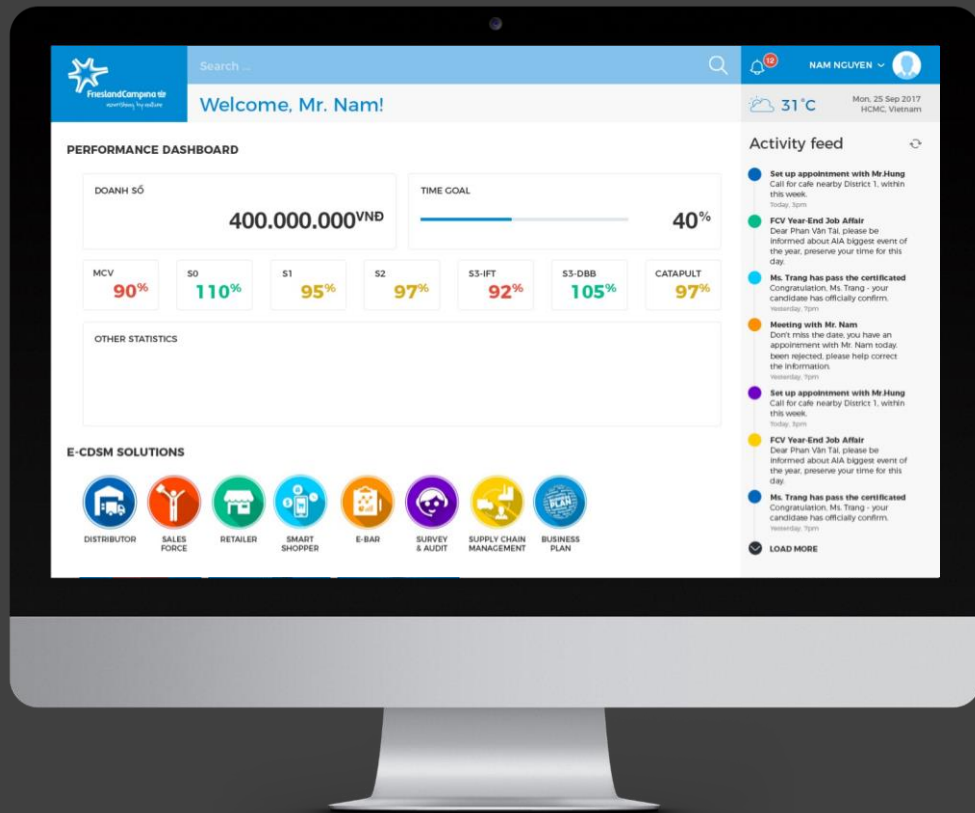 FrieslandCampina
nourishing by nature
Search ...
12
NAM NGUYEN
Welcome, Mr. Nam!
31°C
Mon, 25 Sep 2017
HCMC, Vietnam
PERFORMANCE DASHBOARD
DOANH SỐ
400.000.000VNĐ
TIME GOAL
40%
MCV
90%
S0
110%
S1
95%
S2
97%
S3-IFT
92%
S3-DBB
105%
CATAPULT
97%
OTHER STATISTICS
E-CDSM SOLUTIONS
DISTRIBUTOR
SALES
FORCE
RETAILER
SMART
SHOPPER
E-BAR
SURVEY
& AUDIT
SUPPLY CHAIN
MANAGEMENT
PLAN
BUSINESS
PLAN
Activity feed
Set up appointment with Mr.Hung
Call for cafe nearby District 1, within
this week.
Today, 3pm
FCV Year-End Job Affair
Dear Phan Văn Tài, please be
informed about AIA biggest event of
the year, preserve your time for this
day.
Ms. Trang has pass the certificated
Congratulation, Ms. Trang - your
candidate has officially confirm.
Yesterday, 7pm
Meeting with Mr. Nam
Don't miss the date, you have an
appointment with Mr. Nam today.
been rejected, please help correct
the information.
Yesterday, 7pm
Set up appointment with Mr.Hung
Call for cafe nearby District 1, within
this week.
Today, 3pm
FCV Year-End Job Affair
Dear Phan Văn Tài, please be
informed about AIA biggest event of
the year, preserve your time for this
day.
Ms. Trang has pass the certificated
Congratulation, Ms. Trang - your
candidate has officially confirm.
Yesterday, 7pm
LOAD MORE